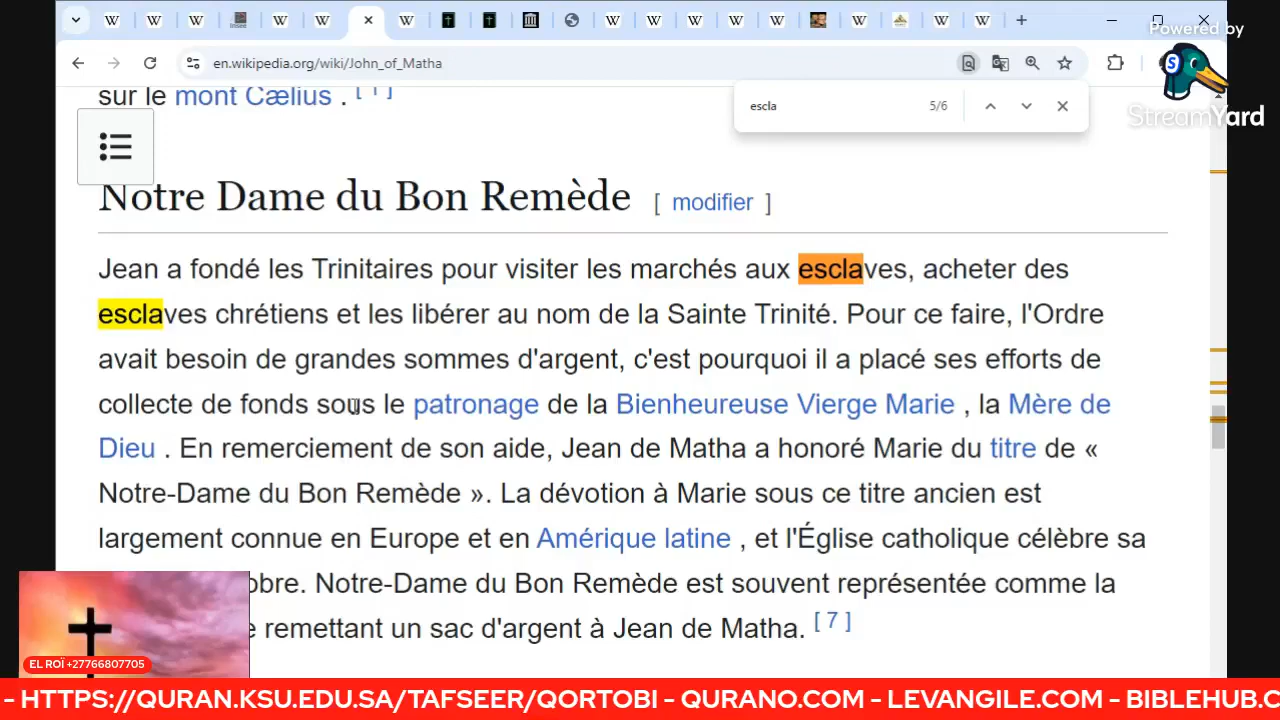 Powered by
StreamYard
en.wikipedia.org/wiki/John_of_Matha
escla
5/6
sur le mont Cælius . [ 1 ]
Notre Dame du Bon Remède [ modifier ]
Jean a fondé les Trinitaires pour visiter les marchés aux esclaves, acheter des
esclaves chrétiens et les libérer au nom de la Sainte Trinité. Pour ce faire, l'Ordre
avait besoin de grandes sommes d'argent, c'est pourquoi il a placé ses efforts de
collecte de fonds sous le patronage de la Bienheureuse Vierge Marie , la Mère de
Dieu . En remerciement de son aide, Jean de Matha a honoré Marie du titre de «
Notre-Dame du Bon Remède ». La dévotion à Marie sous ce titre ancien est
largement connue en Europe et en Amérique latine , et l'Église catholique célèbre sa
obre. Notre-Dame du Bon Remède est souvent représentée comme la
e remettant un sac d'argent à Jean de Matha. [ 7 ]
EL ROÏ +27766807705
- HTTPS://QURAN.KSU.EDU.SA/TAFSEER/QORTOBI - QURANO.COM - LEVANGILE.COM - BIBLEHUB.C